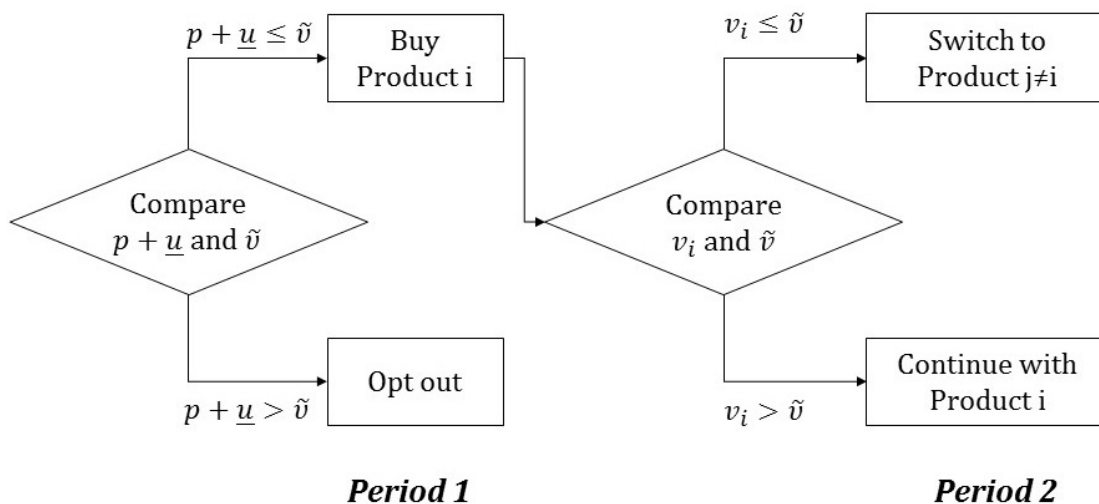 p + u̲ ≤ ṽ
Buy
Product i
v_i ≤ ṽ
Switch to
Product j≠i
Compare
p + u̲ and ṽ
Compare
v_i and ṽ
Opt out
p + u̲ > ṽ
Continue with
Product i
v_i > ṽ
Period 1
Period 2